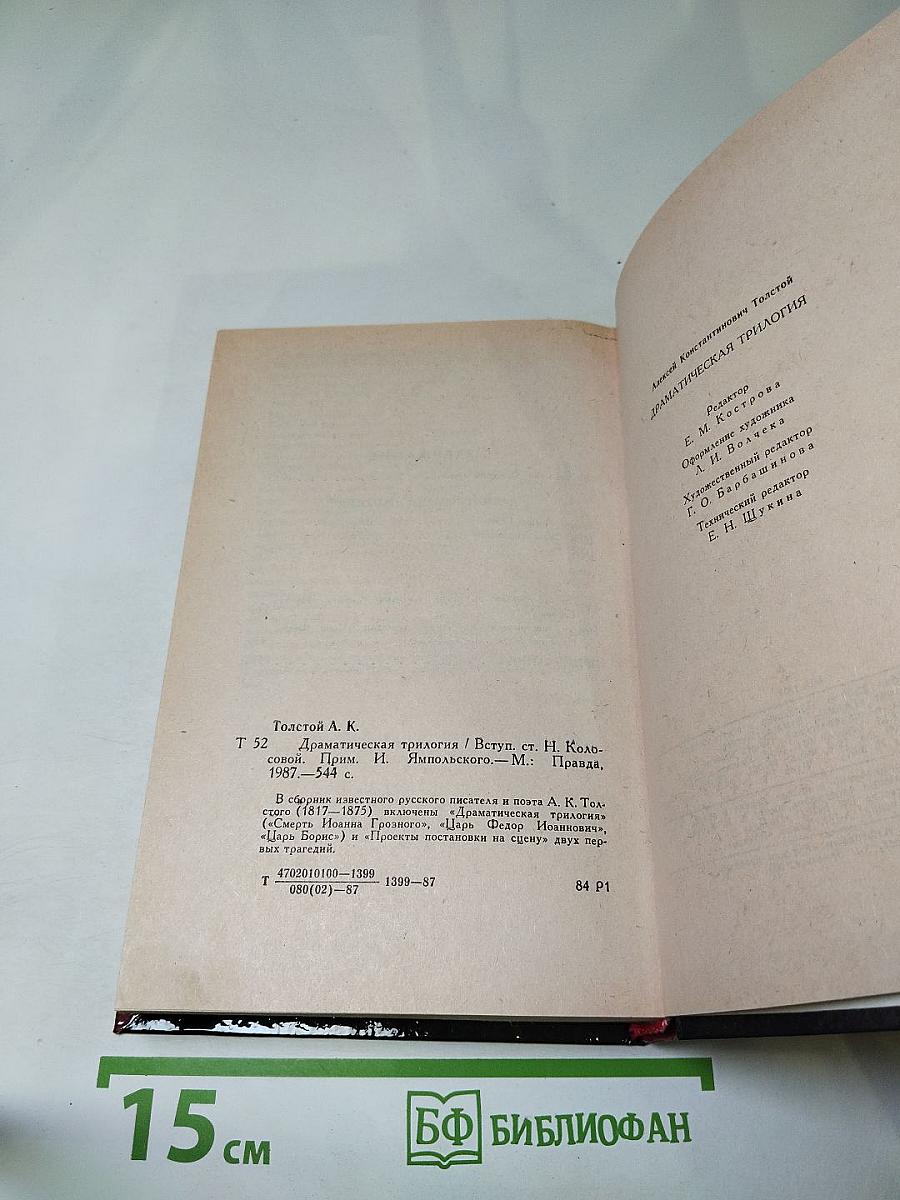 Толстой А. К.
Т 52 Драматическая трилогия / Вступ. ст. Н. Коло-
совой. Прим. И. Ямпольского.— М.: Правда,
1987.—544 с.
В сборник известного русского писателя и поэта А. К. Тол-
стого (1817—1875) включены «Драматическая трилогия»
(«Смерть Иоанна Грозного», «Царь Федор Иоаннович»,
«Царь Борис») и «Проекты постановки на сцену» двух пер-
вых трагедий.
Т 4702010100—1399
080(02)—87 1399—87 84 Р1
Алексей Константинович Толстой
ДРАМАТИЧЕСКАЯ ТРИЛОГИЯ
Редактор
Е. М. Кострова
Оформление художника
Л. И. Волчека
Художественный редактор
Г. О. Барбашинова
Технический редактор
Е. Н. Щукина
15 см
БФ БИБЛИОФАН